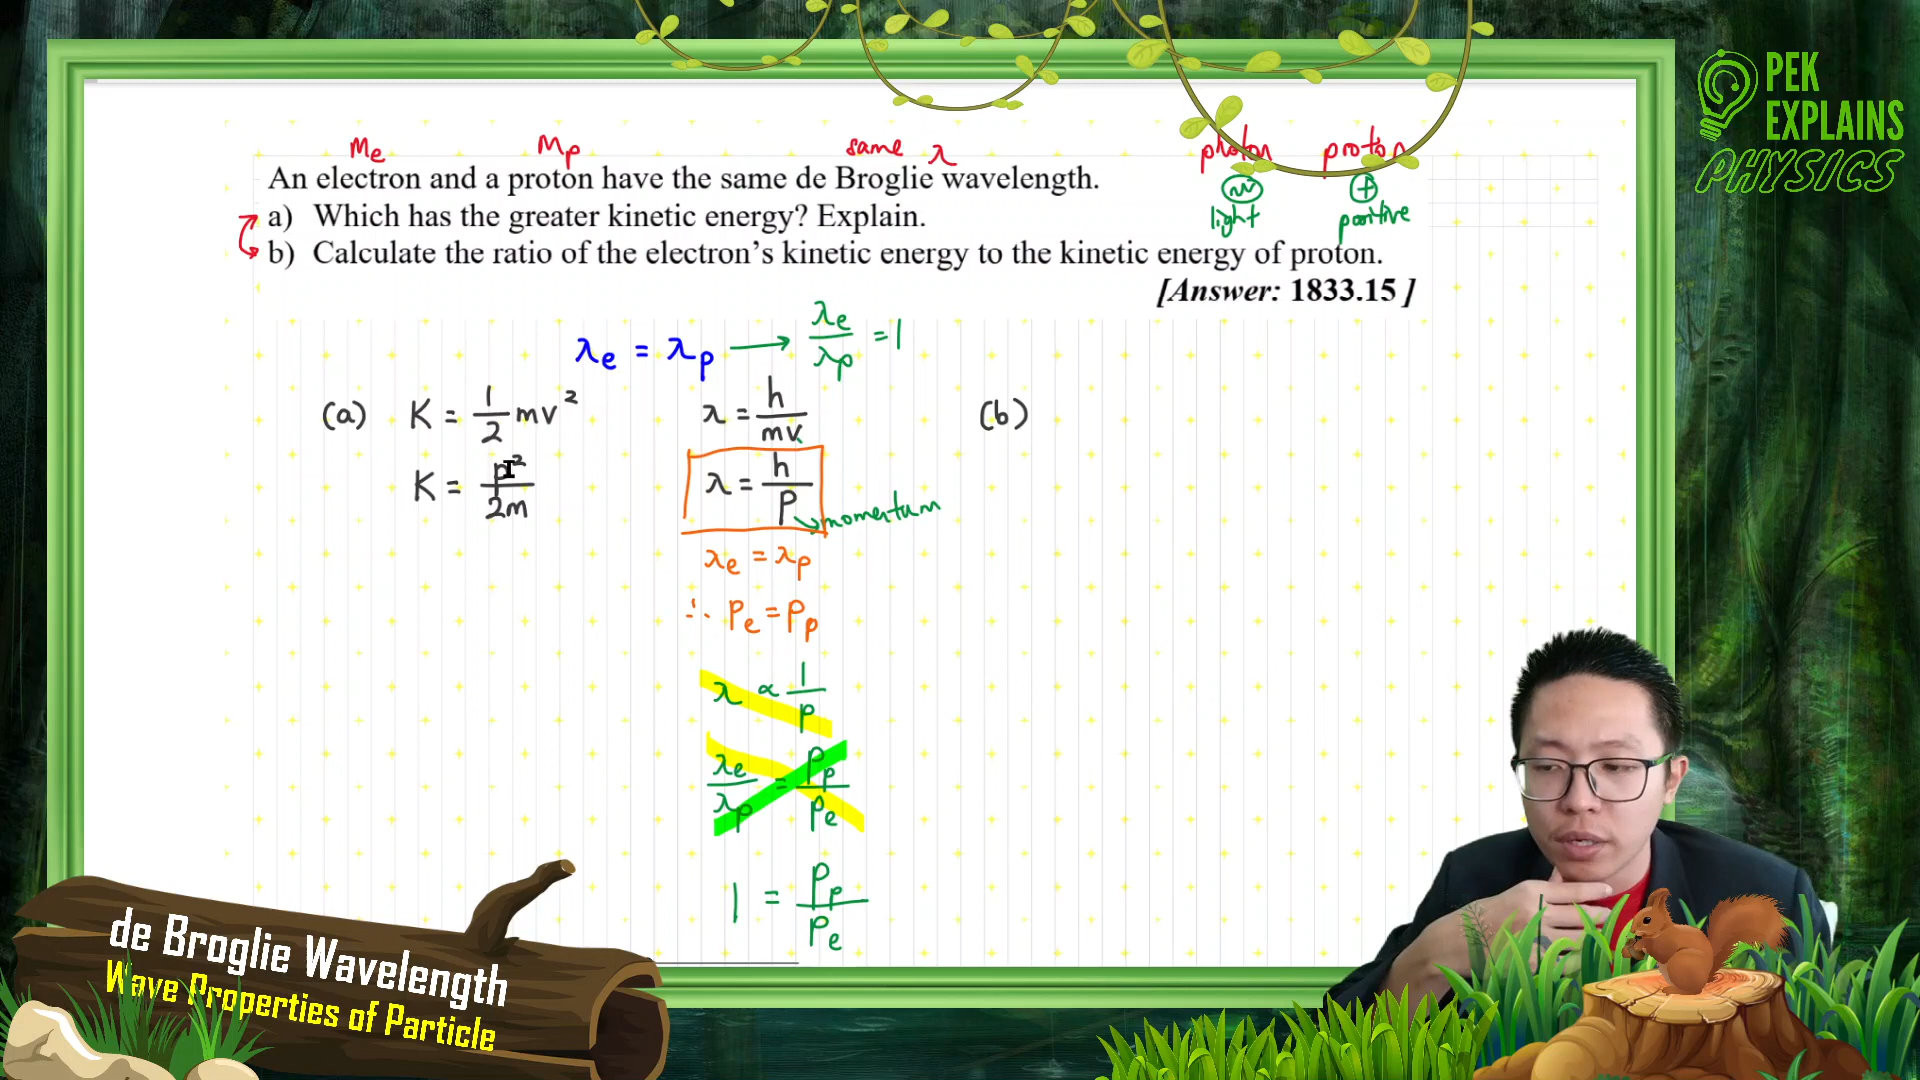 PEK
EXPLAINS
PHYSICS
Me Mp same λ photon proton
An electron and a proton have the same de Broglie wavelength.
light positive
a) Which has the greater kinetic energy? Explain.
b) Calculate the ratio of the electron's kinetic energy to the kinetic energy of proton.
[Answer: 1833.15 ]
λe = λp → λe/λp = 1
(a) K = 1/2 mv²
K = p²/2m
λ = h/mv
λ = h/p
momentum
λe = λp
∴ Pe = Pp
λ ∝ 1/p
λe/λp = Pp/Pe
1 = Pp/Pe
(b)
de Broglie Wavelength
Wave Properties of Particle